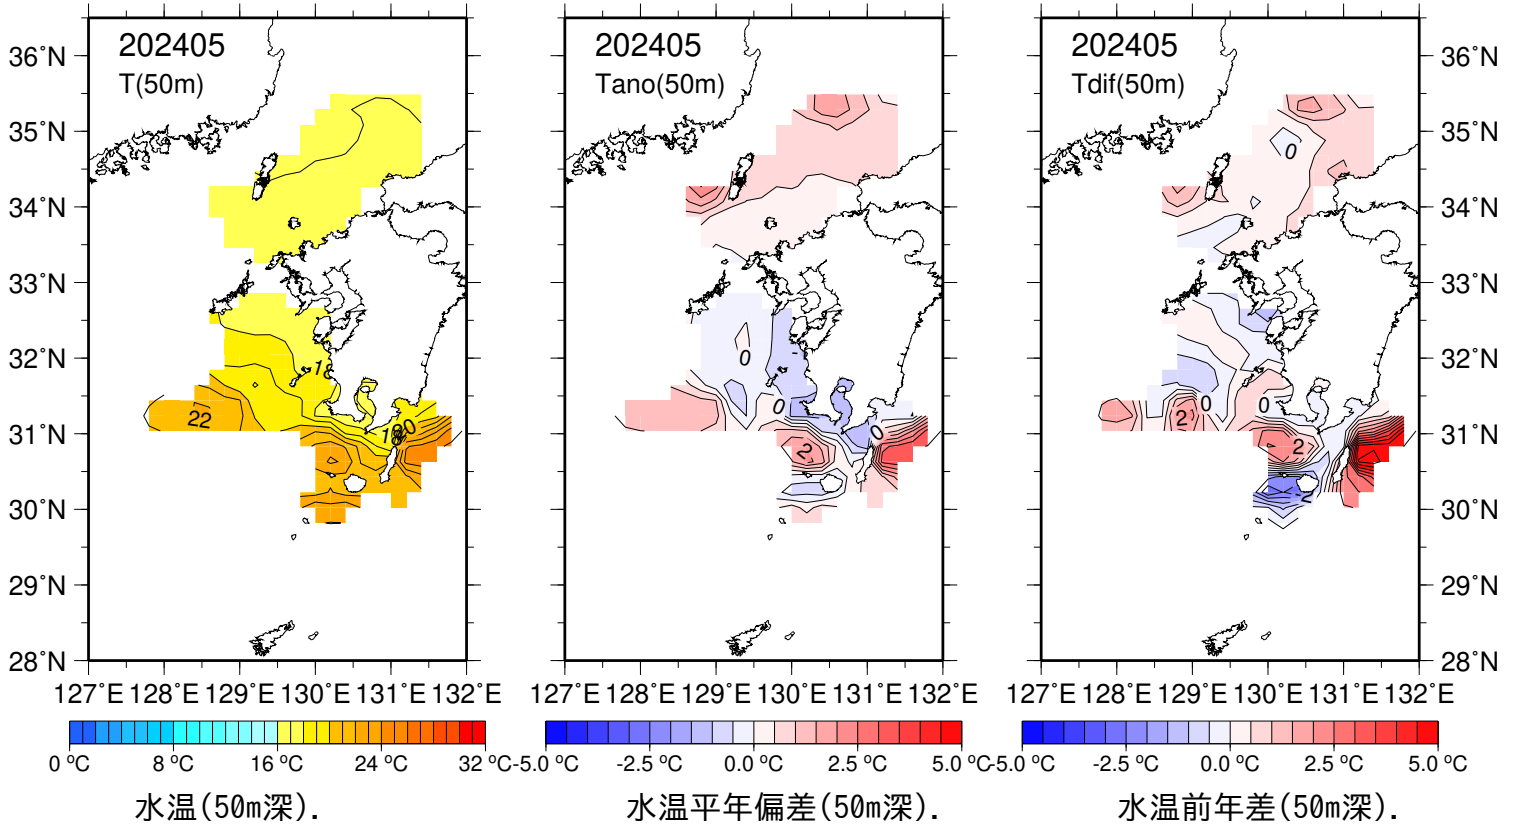 202405
T(50m)
202405
Tano(50m)
202405
Tdif(50m)
36°N
35°N
34°N
33°N
32°N
31°N
30°N
29°N
28°N
36°N
35°N
34°N
33°N
32°N
31°N
30°N
29°N
28°N
22
18
18
20
0
0
0
2
0
0
0
2
2
-2
127°E 128°E 129°E 130°E 131°E 132°E
127°E 128°E 129°E 130°E 131°E 132°E
127°E 128°E 129°E 130°E 131°E 132°E
0 °C 8 °C 16 °C 24 °C 32 °C
-5.0 °C -2.5 °C 0.0 °C 2.5 °C 5.0 °C
-5.0 °C -2.5 °C 0.0 °C 2.5 °C 5.0 °C
水温(50m深).
水温平年偏差(50m深).
水温前年差(50m深).